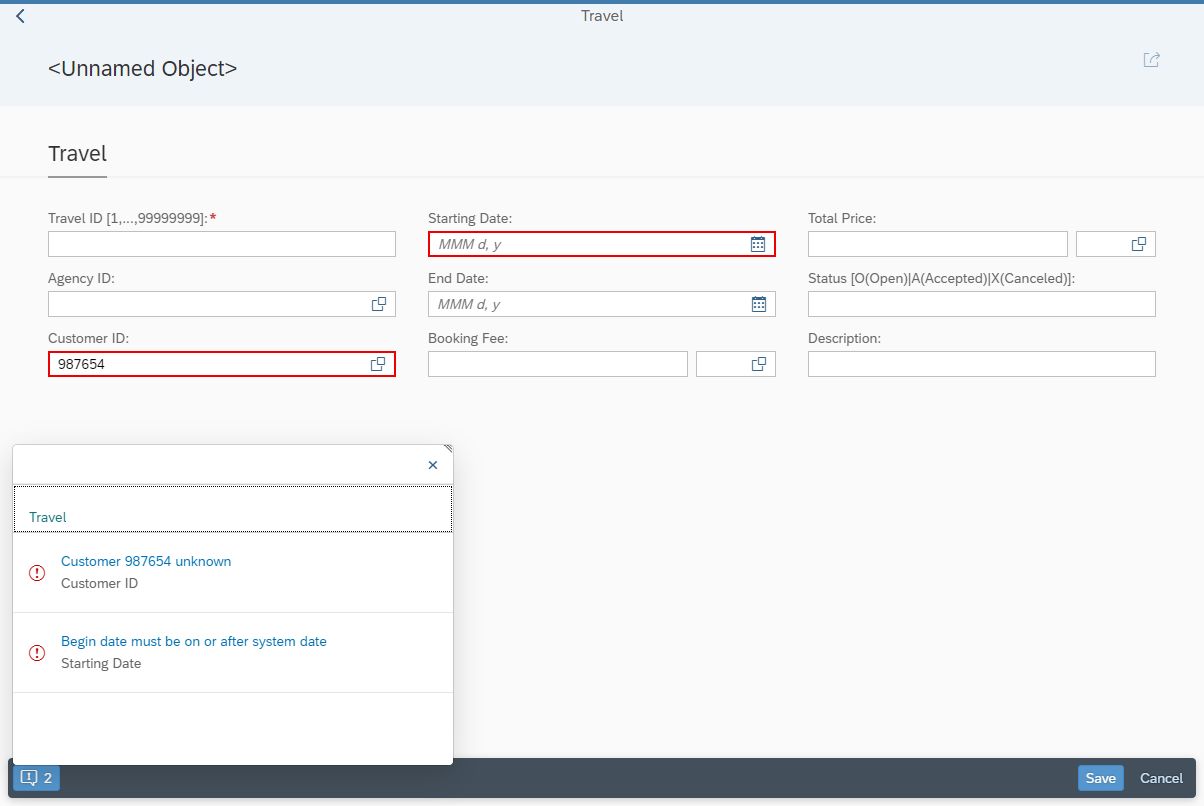 Travel
<Unnamed Object>
Travel
Travel ID [1,...,99999999]:*
Starting Date:
MMM d, y
Total Price:
Agency ID:
End Date:
MMM d, y
Status [O(Open)|A(Accepted)|X(Canceled)]:
Customer ID:
987654
Booking Fee:
Description:
Travel
Customer 987654 unknown
Customer ID
Begin date must be on or after system date
Starting Date
2
Save
Cancel